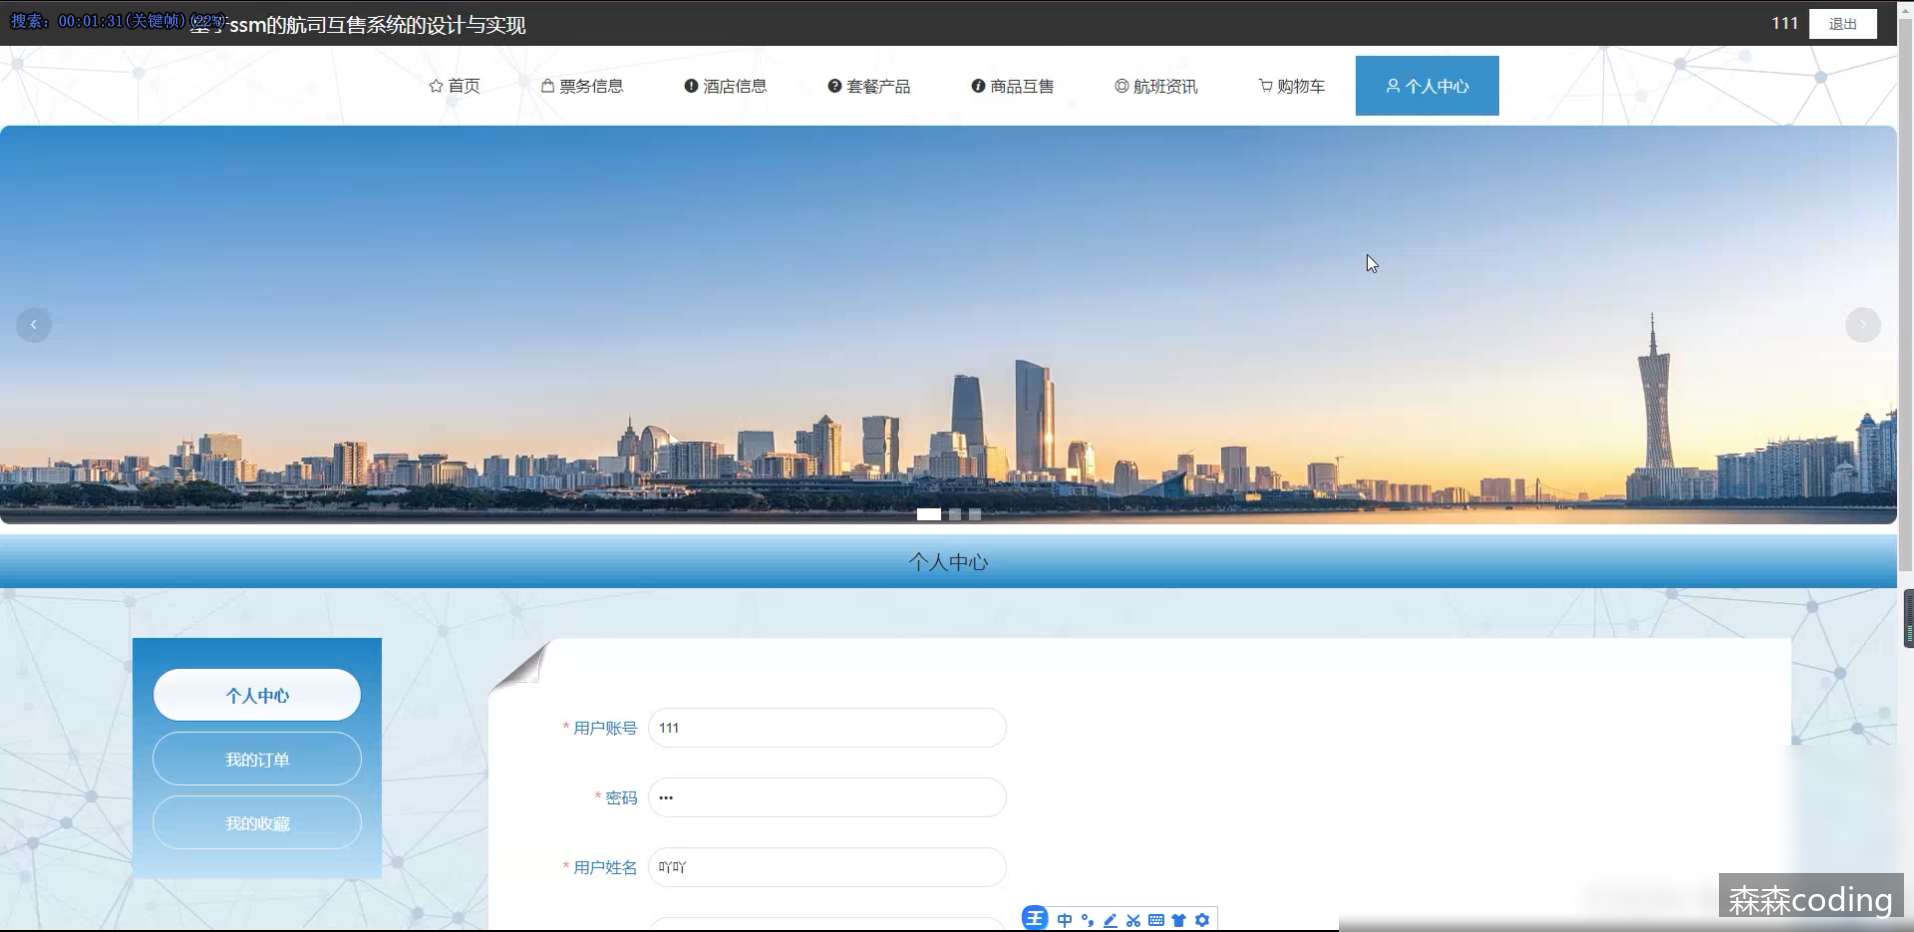 搜索: 00:01:31(关键帧)(22%)
基于ssm的航司互售系统的设计与实现
111 退出
首页 票务信息 酒店信息 套餐产品 商品互售 航班资讯 购物车 个人中心
个人中心
个人中心
我的订单
我的收藏
* 用户账号 111
* 密码 •••
* 用户姓名 吖吖
王 中
森森coding